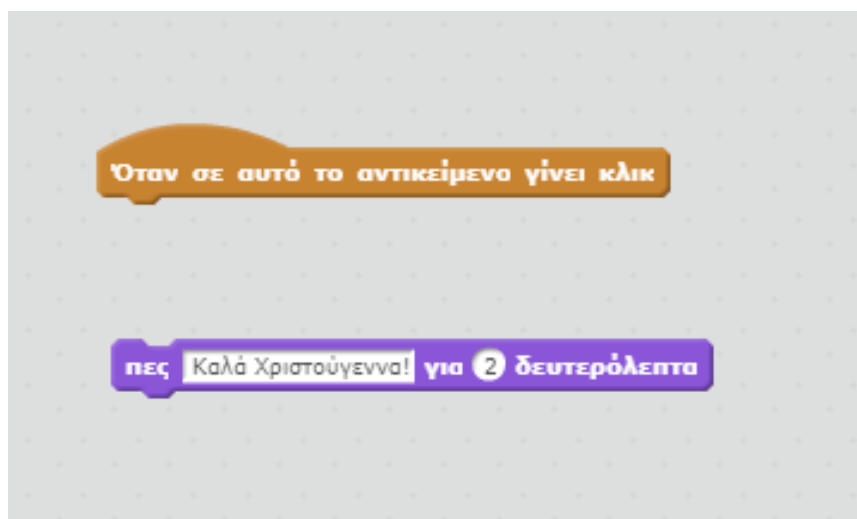 Όταν σε αυτό το αντικείμενο γίνει κλικ
πες Καλά Χριστούγεννα! για 2 δευτερόλεπτα